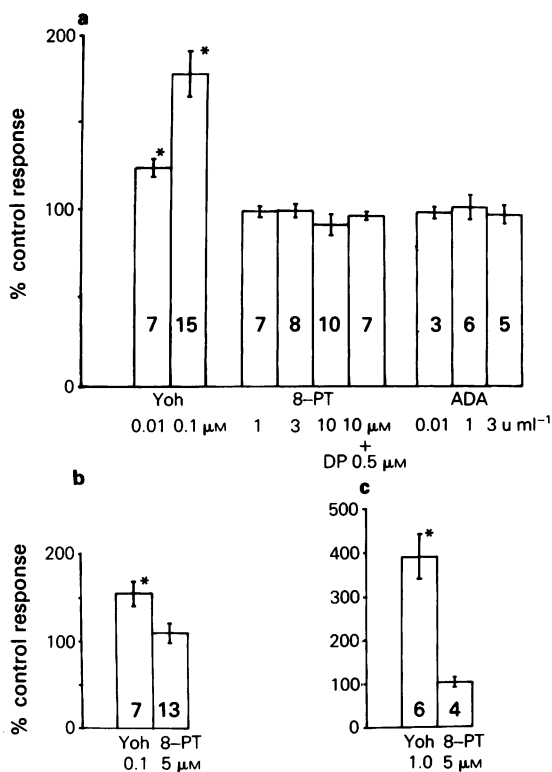 a
% control response
200
100
0
* *
7 15 7 8 10 7 3 6 5
Yoh 8–PT ADA
0.01 0.1 μM 1 3 10 10 μM 0.01 1 3 u ml⁻¹
+
DP 0.5 μM
b
% control response
200
100
0
*
7 13
Yoh 8–PT
0.1 5 μM
c
500
400
300
200
100
0
*
6 4
Yoh 8–PT
1.0 5 μM